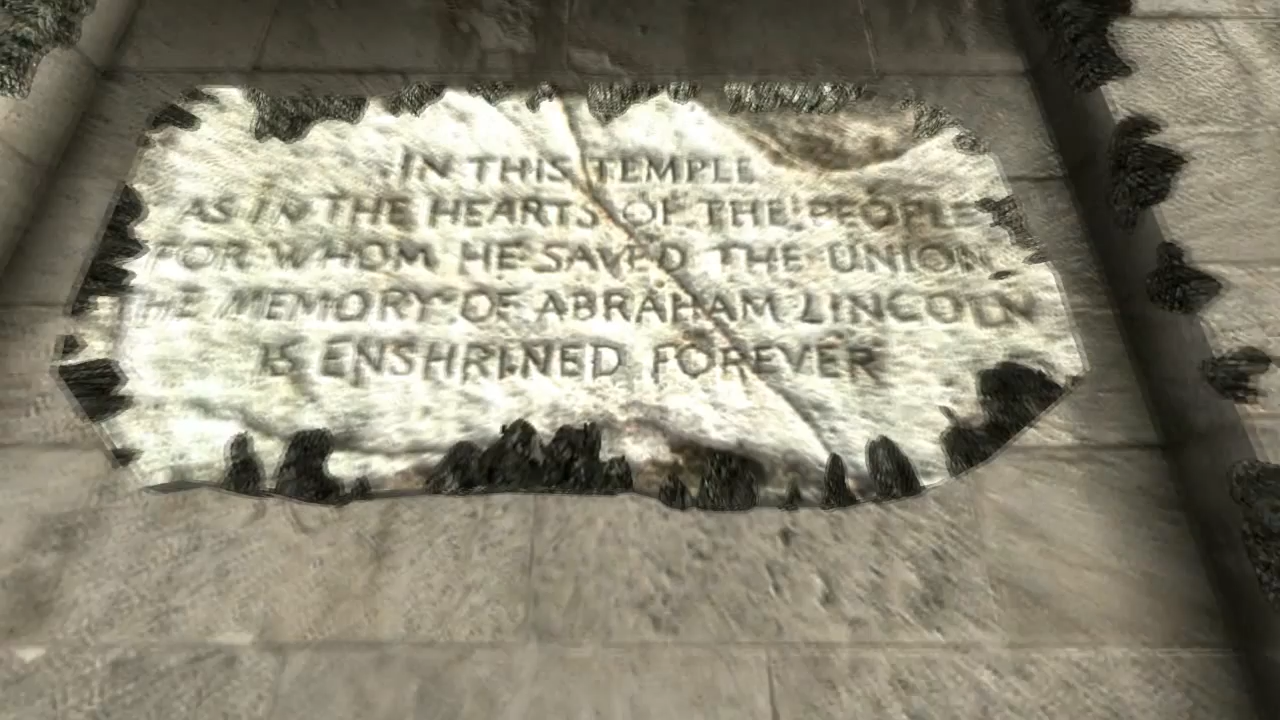 IN THIS TEMPLE
AS IN THE HEARTS OF THE PEOPLE
FOR WHOM HE SAVED THE UNION
THE MEMORY OF ABRAHAM LINCOLN
IS ENSHRINED FOREVER